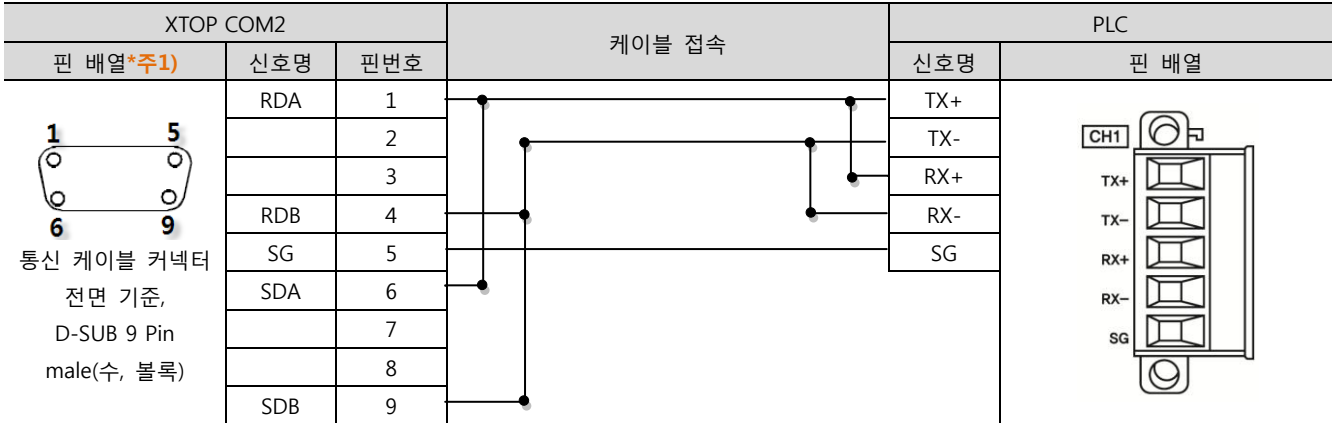 XTOP COM2 케이블 접속 PLC
핀 배열*주1) 신호명 핀번호 신호명 핀 배열
RDA 1 TX+
2 TX-
3 RX+
RDB 4 RX-
SG 5 SG
SDA 6
7
8
SDB 9
1 5
6 9
통신 케이블 커넥터
전면 기준,
D-SUB 9 Pin
male(수, 볼록)
CH1
TX+
TX-
RX+
RX-
SG